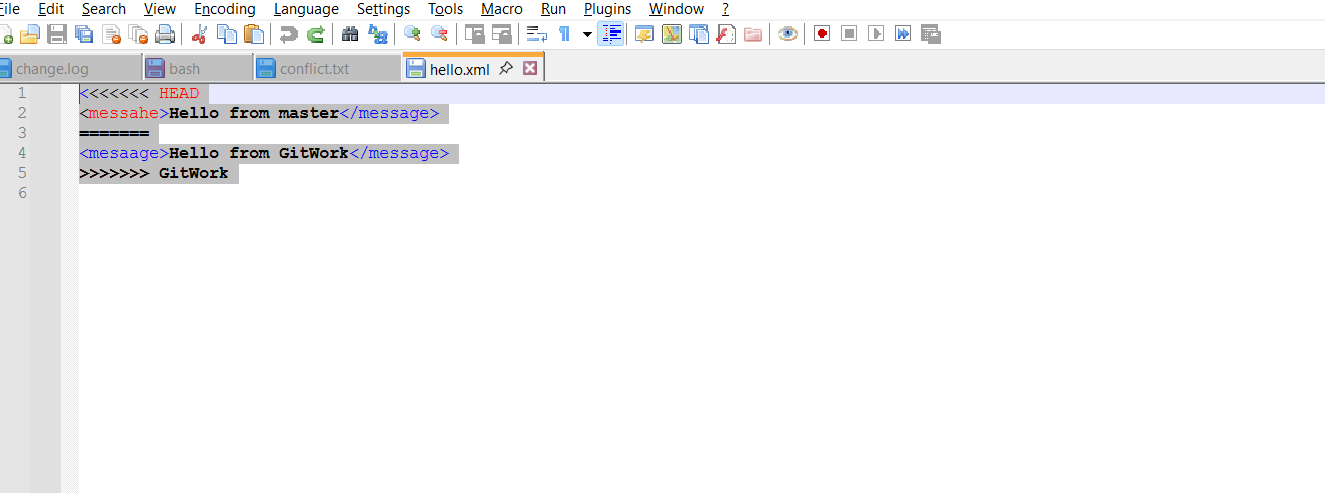 File Edit Search View Encoding Language Settings Tools Macro Run Plugins Window ?
change.log bash conflict.txt hello.xml
1 <<<<<<< HEAD
2 <messahe>Hello from master</message>
3 =======
4 <mesaage>Hello from GitWork</message>
5 >>>>>>> GitWork
6